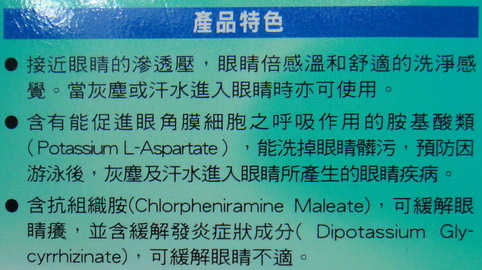 產品特色
● 接近眼睛的滲透壓，眼睛倍感溫和舒適的洗淨感
覺。當灰塵或汗水進入眼睛時亦可使用。
● 含有能促進眼角膜細胞之呼吸作用的胺基酸類
（Potassium L-Aspartate），能洗掉眼睛髒污，預防因
游泳後，灰塵及汗水進入眼睛所產生的眼睛疾病。
● 含抗組織胺(Chlorpheniramine Maleate)，可緩解眼
睛癢，並含緩解發炎症狀成分( Dipotassium Gly-
cyrrhizinate)，可緩解眼睛不適。